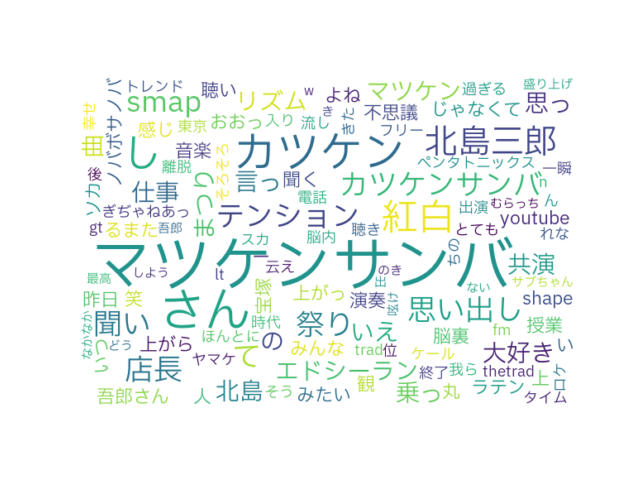 トレンド
聴い
w
よね
マツケン
過ぎる
盛り上げ
smap
リズム
き
不思議
じゃなくて
思っ
幸せ
曲
感じ
東京
おおっ
入り
流し
きた
フリー
北島三郎
ノバボサノバ
し
音楽
カツケン
ペンタトニックス
一瞬
離脱
そろそろ
後
ソカ
仕事
まつり
言っ
聞く
カツケンサンバ
n
電話
紅白
出演
むらっち
ん
ぎぢゃねあっ
テンション
とても
youtube
gt
るまた
吾郎
スカ
脳内
聴き
ちの
れな
マツケンサンバ
ー
共演
最高
しよう
lt
云え
のき
出
ない
サブちゃん
昨日
笑
さん
宝塚
上がっ
演奏
思い出し
shape
聞い
時代
祭り
いえ
脳裏
fm
授業
なかなか
どう
いつ
上がら
ほんとに
て
の
みんな
trad
位
ケール
大好き
い
店長
ヤマケ
エドシーラン
終了
我ら
thetrad
ロケ
吾郎さん
人
北島
そう
みたい
観
乗っ
丸
ラテン
上
タイム